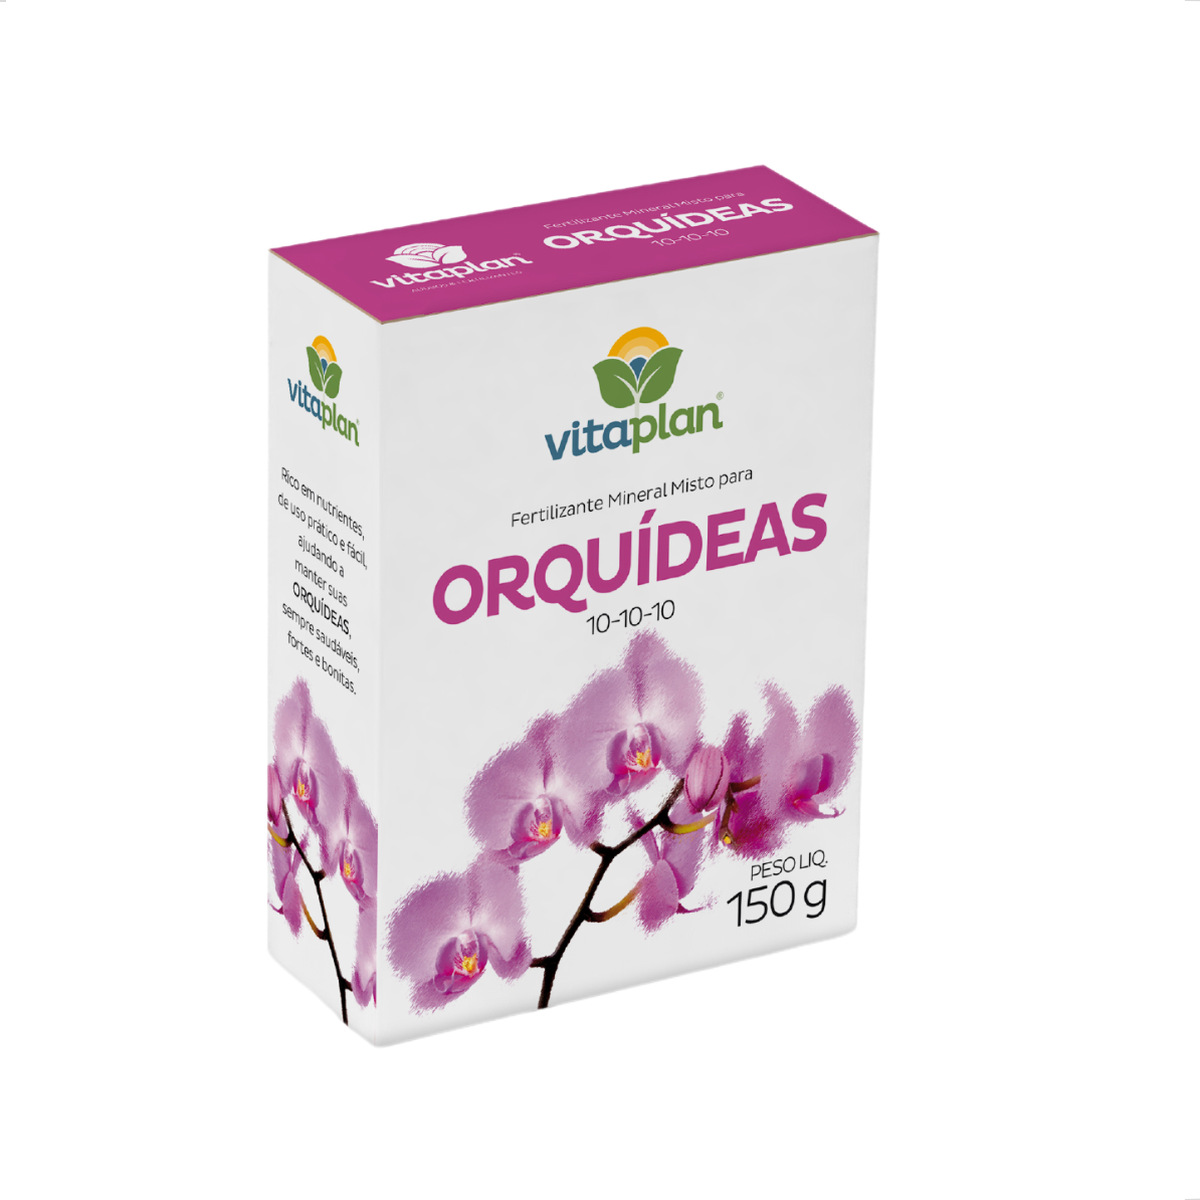 vitaplan®
Fertilizante Mineral Misto para
ORQUÍDEAS
10-10-10
vitaplan®
Rico em nutrientes,
de uso prático e fácil,
ajudando a
manter suas
ORQUÍDEAS,
sempre saudáveis,
fortes e bonitas.
vitaplan®
Fertilizante Mineral Misto para
ORQUÍDEAS
10-10-10
PESO LIQ.
150 g